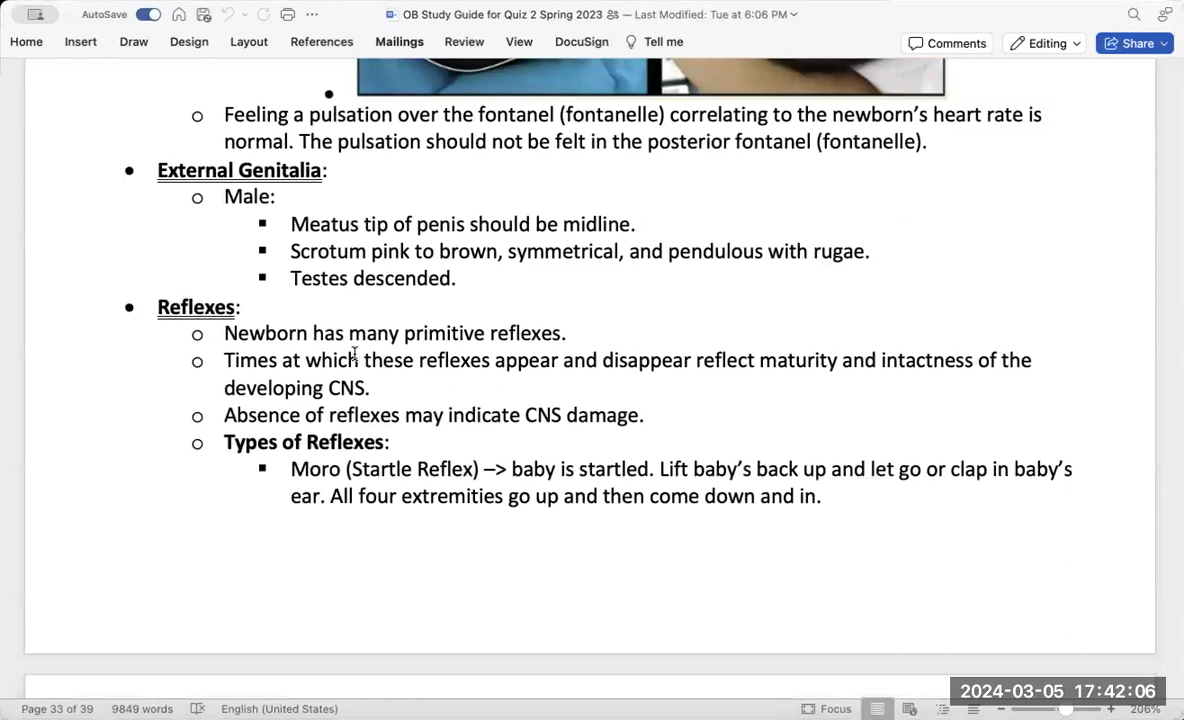 AutoSave
OB Study Guide for Quiz 2 Spring 2023 — Last Modified: Tue at 6:06 PM
Home Insert Draw Design Layout References Mailings Review View DocuSign Tell me Comments Editing Share
• 
o Feeling a pulsation over the fontanel (fontanelle) correlating to the newborn’s heart rate is
normal. The pulsation should not be felt in the posterior fontanel (fontanelle).
• External Genitalia:
o Male:
▪ Meatus tip of penis should be midline.
▪ Scrotum pink to brown, symmetrical, and pendulous with rugae.
▪ Testes descended.
• Reflexes:
o Newborn has many primitive reflexes.
o Times at which these reflexes appear and disappear reflect maturity and intactness of the
developing CNS.
o Absence of reflexes may indicate CNS damage.
o Types of Reflexes:
▪ Moro (Startle Reflex) –> baby is startled. Lift baby’s back up and let go or clap in baby’s
ear. All four extremities go up and then come down and in.
2024-03-05 17:42:06
Page 33 of 39 9849 words English (United States) Focus 206%